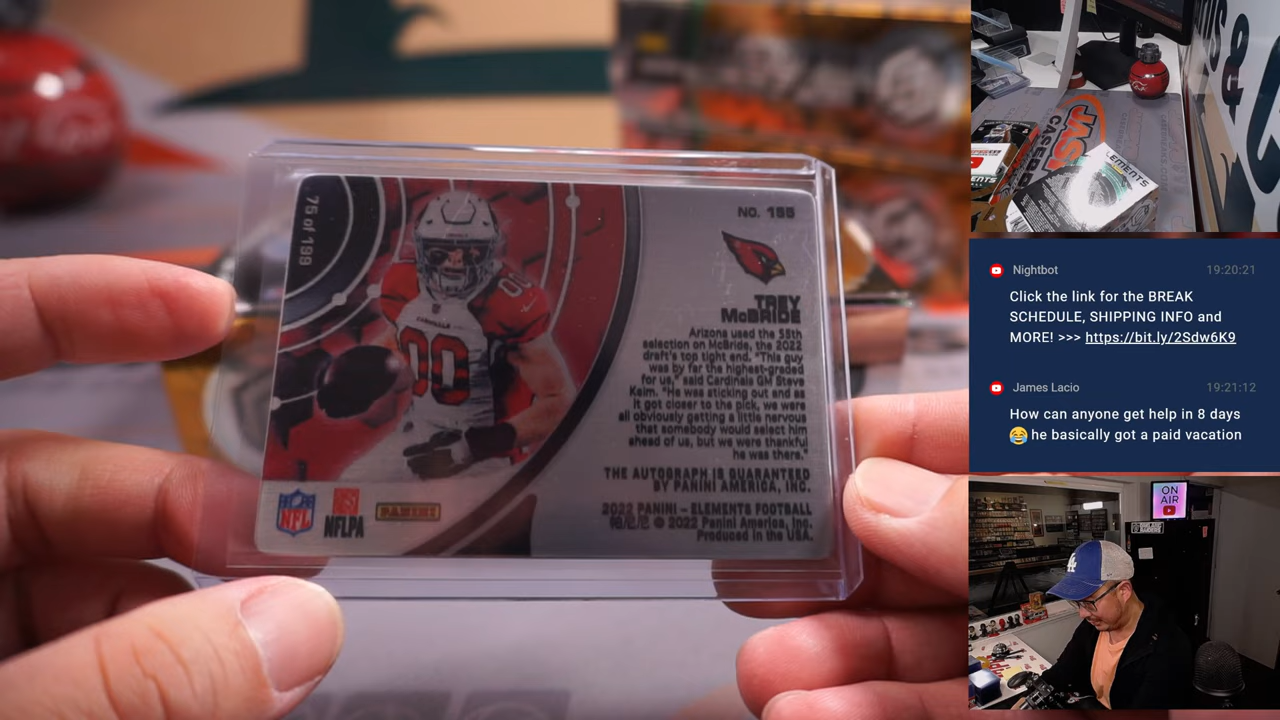 75 of 199
NO. 155
TREY
McBRIDE
Arizona used the 55th
selection on McBride, the 2022
draft's top tight end. "This guy
was by far the highest-graded
for us," said Cardinals GM Steve
Keim. "He was sticking out and as
it got closer to the pick, we were
all obviously getting a little nervous
that somebody would select him
ahead of us, but we were thankful
he was there."
THE AUTOGRAPH IS GUARANTEED
BY PANINI AMERICA, INC.
2022 PANINI – ELEMENTS FOOTBALL
© 2022 Panini America, Inc.
Produced in the USA.
00
00
NFL
NFLPA
PANINI
JASP
CASEB
ELEMENTS
&
Nightbot 19:20:21
Click the link for the BREAK
SCHEDULE, SHIPPING INFO and
MORE! >>> https://bit.ly/2Sdw6K9
James Lacio 19:21:12
How can anyone get help in 8 days
😂 he basically got a paid vacation
ON
AIR
LA